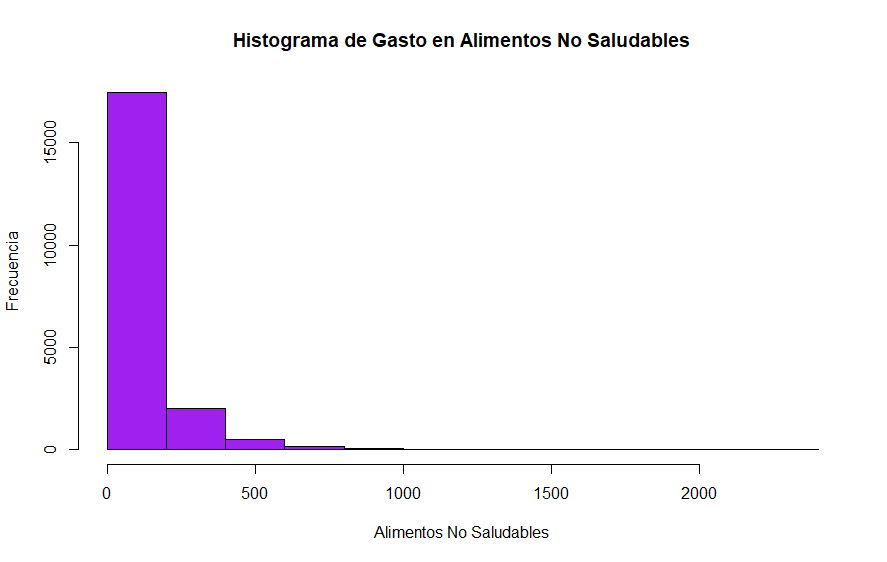 Histograma de Gasto en Alimentos No Saludables
Frecuencia
15000
10000
5000
0
0 500 1000 1500 2000
Alimentos No Saludables